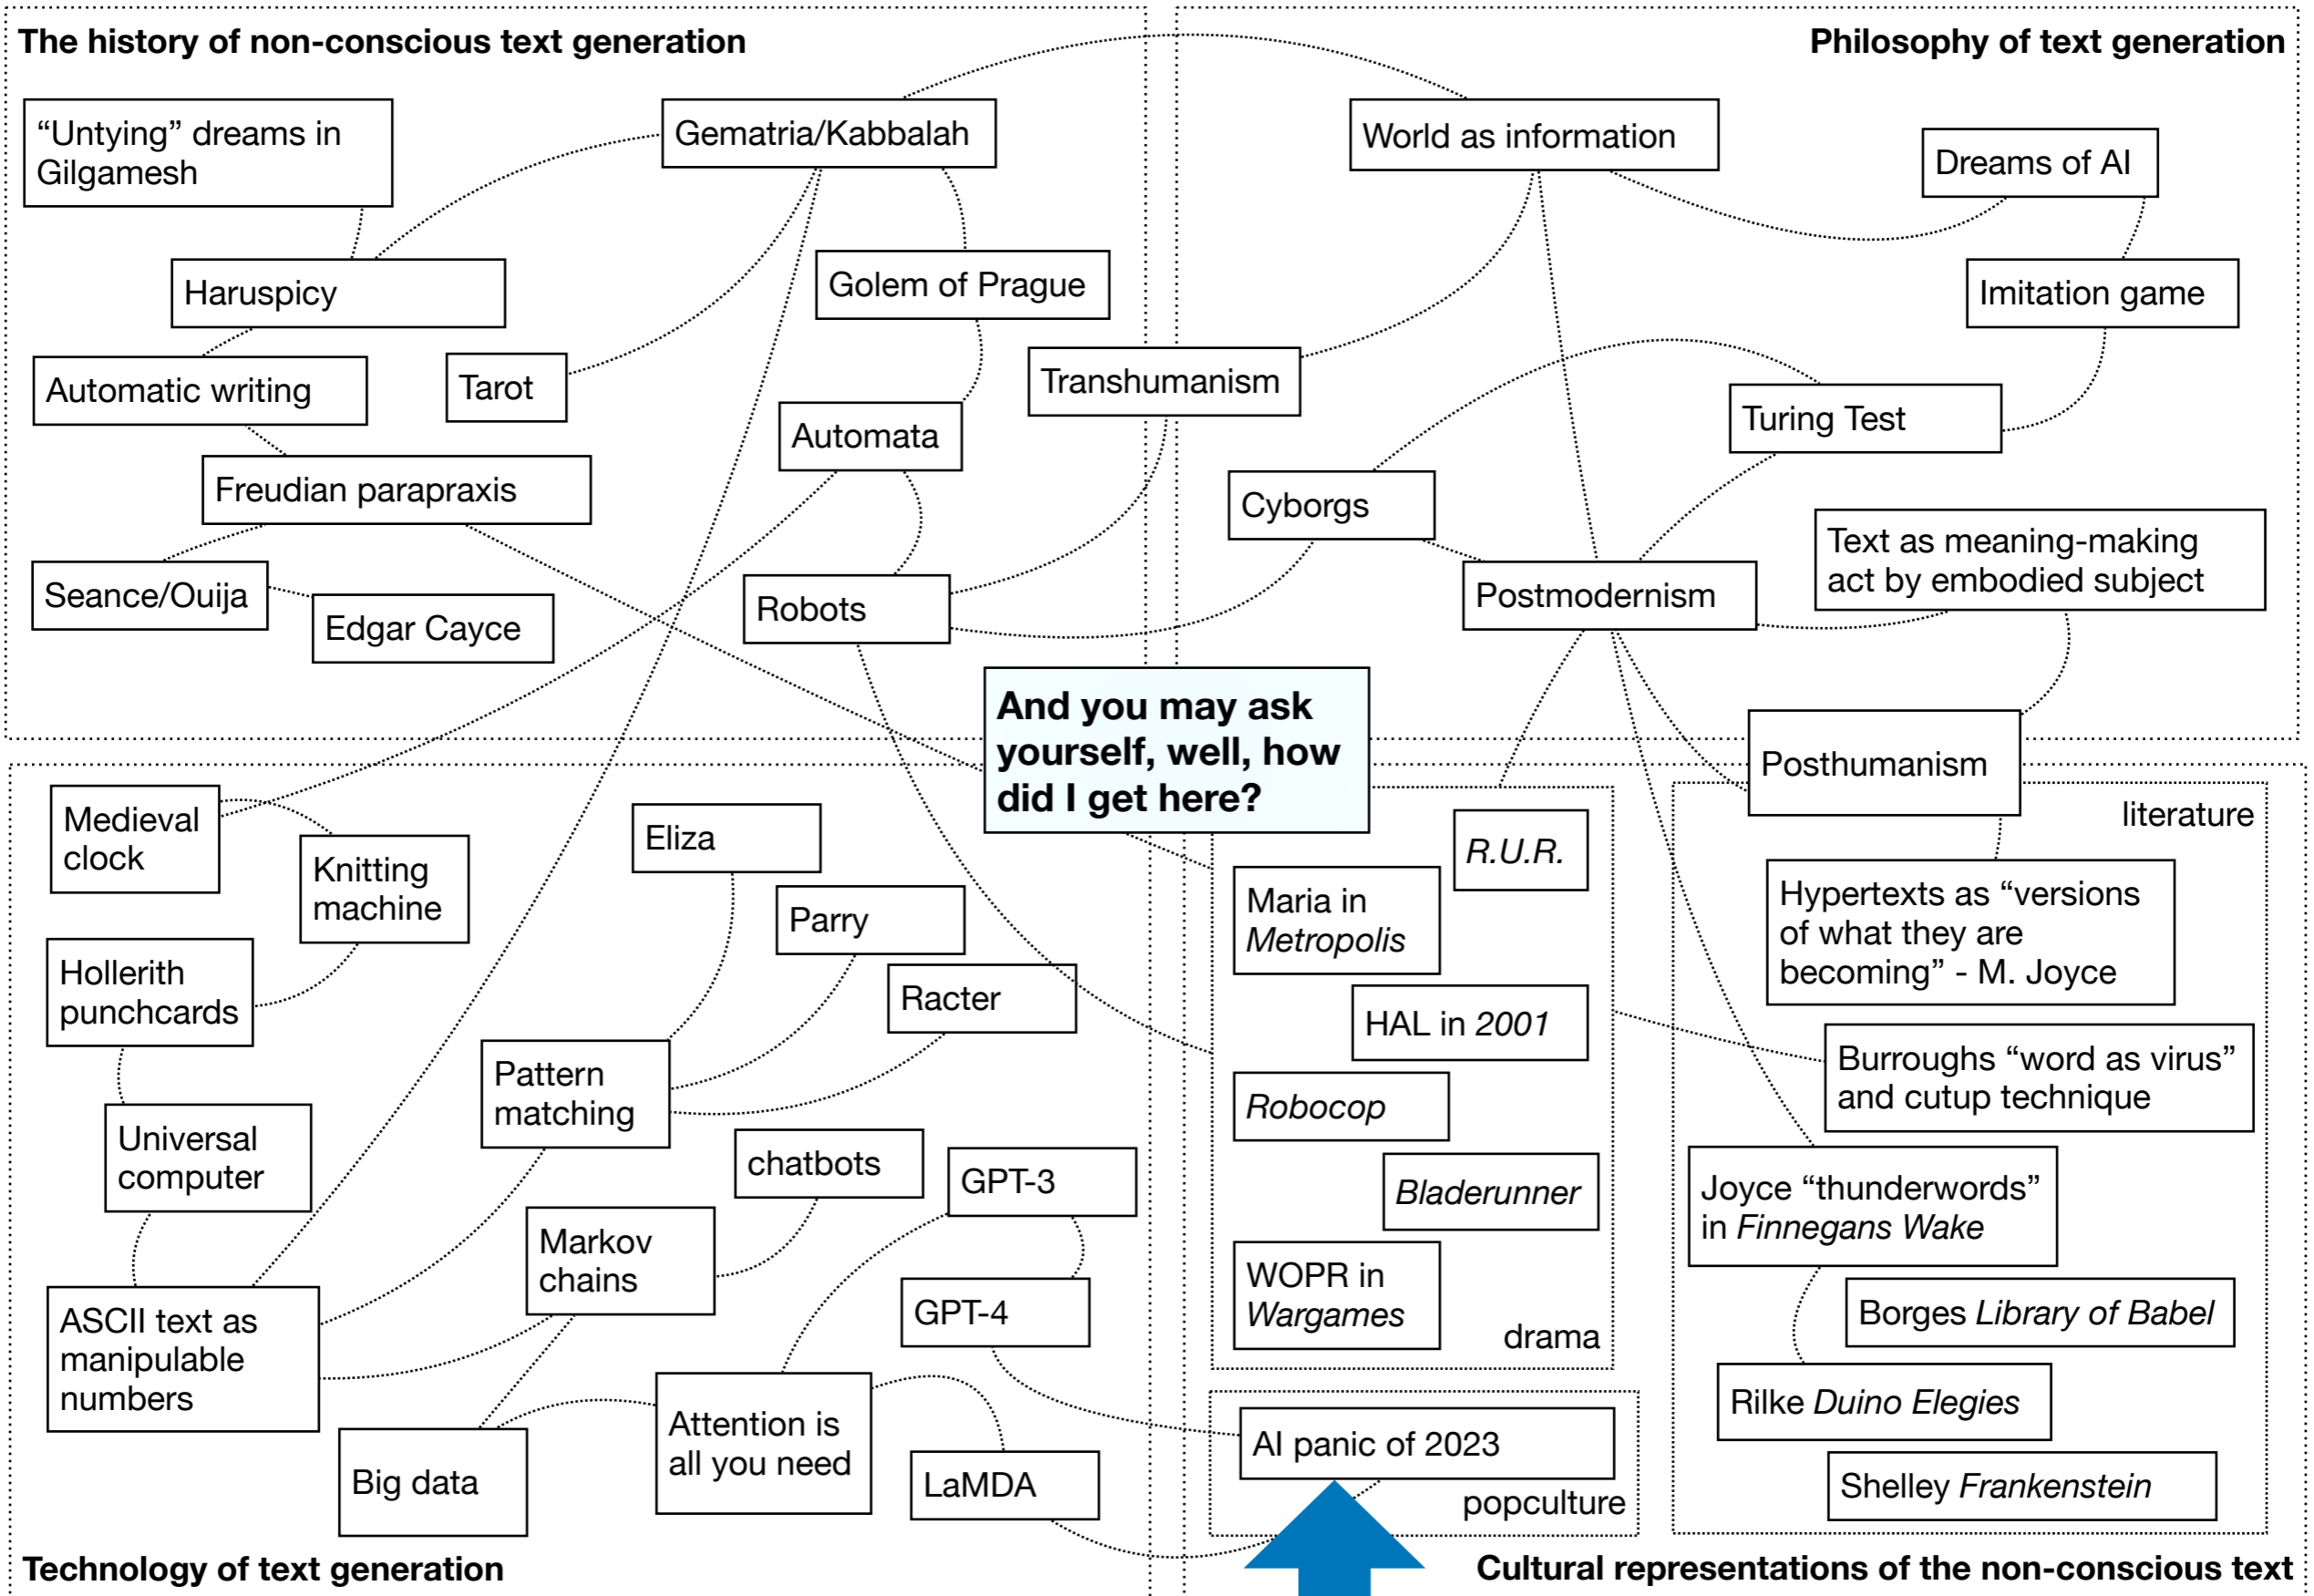 The history of non-conscious text generation
“Untying” dreams in
Gilgamesh
Gematria/Kabbalah
Haruspicy
Golem of Prague
Automatic writing
Tarot
Automata
Freudian parapraxis
Seance/Ouija
Edgar Cayce
Robots
Transhumanism
Philosophy of text generation
World as information
Dreams of AI
Imitation game
Turing Test
Cyborgs
Text as meaning-making
act by embodied subject
Postmodernism
Posthumanism
And you may ask
yourself, well, how
did I get here?
Medieval
clock
Knitting
machine
Eliza
Parry
Hollerith
punchcards
Racter
Pattern
matching
Universal
computer
chatbots
GPT-3
Markov
chains
GPT-4
ASCII text as
manipulable
numbers
Attention is
all you need
Big data
LaMDA
Technology of text generation
R.U.R.
Maria in
Metropolis
HAL in 2001
Robocop
Bladerunner
WOPR in
Wargames
drama
AI panic of 2023
popculture
literature
Hypertexts as “versions
of what they are
becoming” - M. Joyce
Burroughs “word as virus”
and cutup technique
Joyce “thunderwords”
in Finnegans Wake
Borges Library of Babel
Rilke Duino Elegies
Shelley Frankenstein
Cultural representations of the non-conscious text